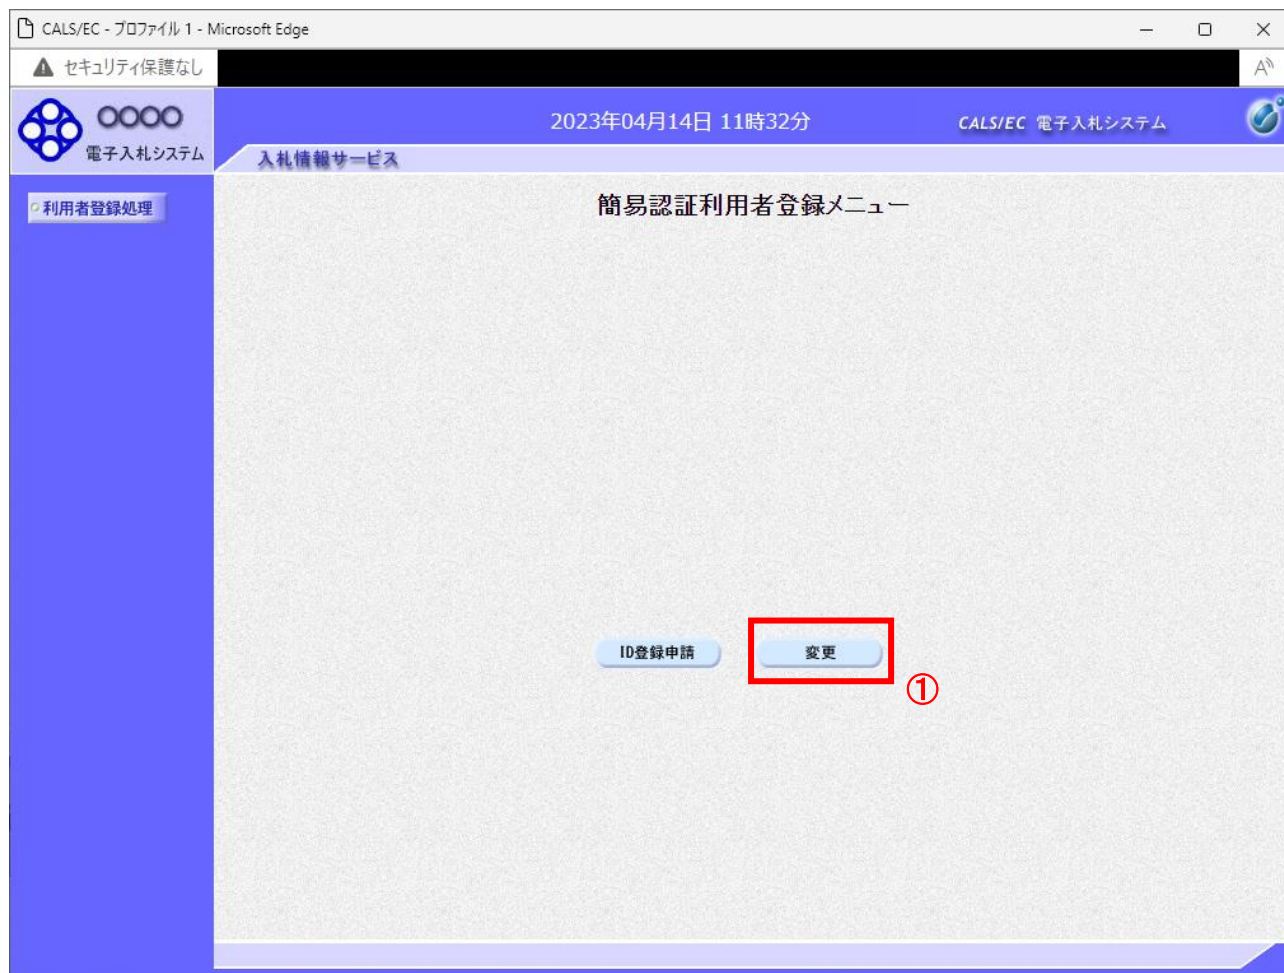 CALS/EC - プロファイル 1 - Microsoft Edge
セキュリティ保護なし
A
〇〇〇〇
電子入札システム
2023年04月14日 11時32分
CALS/EC 電子入札システム
入札情報サービス
利用者登録処理
簡易認証利用者登録メニュー
ID登録申請
変更
①